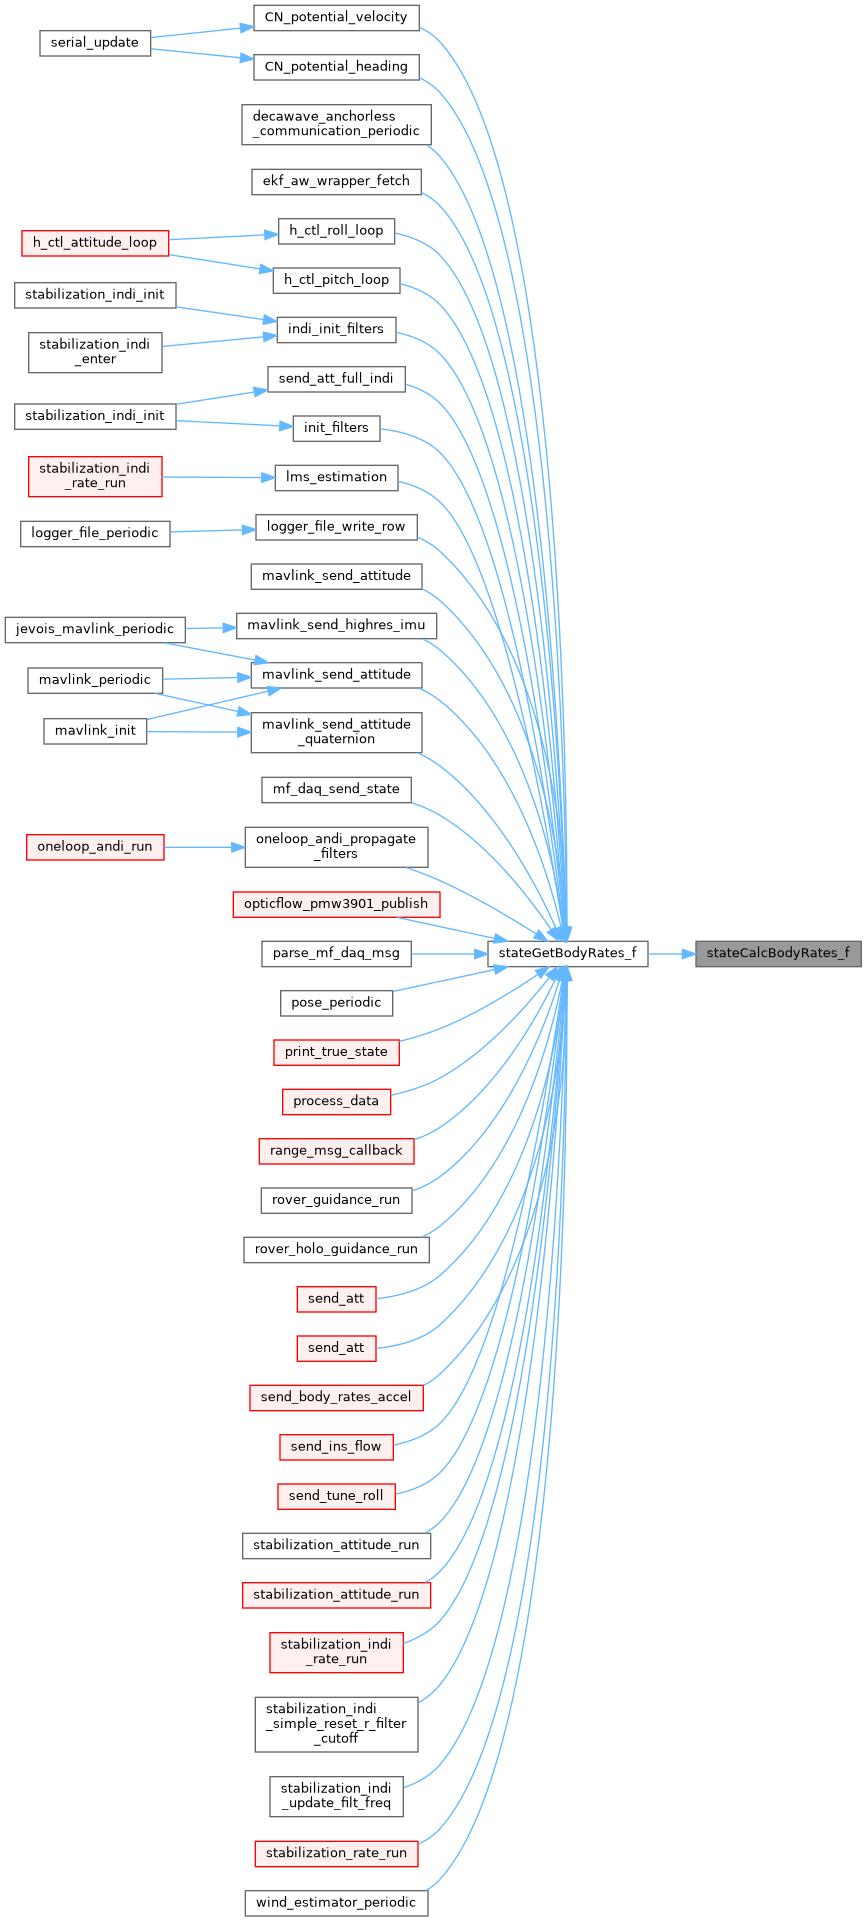 CN_potential_velocity
serial_update
CN_potential_heading
decawave_anchorless
_communication_periodic
ekf_aw_wrapper_fetch
h_ctl_roll_loop
h_ctl_attitude_loop
h_ctl_pitch_loop
stabilization_indi_init
indi_init_filters
stabilization_indi
_enter
send_att_full_indi
stabilization_indi_init
init_filters
stabilization_indi
_rate_run
lms_estimation
logger_file_write_row
logger_file_periodic
mavlink_send_attitude
mavlink_send_highres_imu
jevois_mavlink_periodic
mavlink_send_attitude
mavlink_periodic
mavlink_send_attitude
_quaternion
mavlink_init
mf_daq_send_state
oneloop_andi_propagate
_filters
oneloop_andi_run
opticflow_pmw3901_publish
parse_mf_daq_msg
stateGetBodyRates_f
stateCalcBodyRates_f
pose_periodic
print_true_state
process_data
range_msg_callback
rover_guidance_run
rover_holo_guidance_run
send_att
send_att
send_body_rates_accel
send_ins_flow
send_tune_roll
stabilization_attitude_run
stabilization_attitude_run
stabilization_indi
_rate_run
stabilization_indi
_simple_reset_r_filter
_cutoff
stabilization_indi
_update_filt_freq
stabilization_rate_run
wind_estimator_periodic